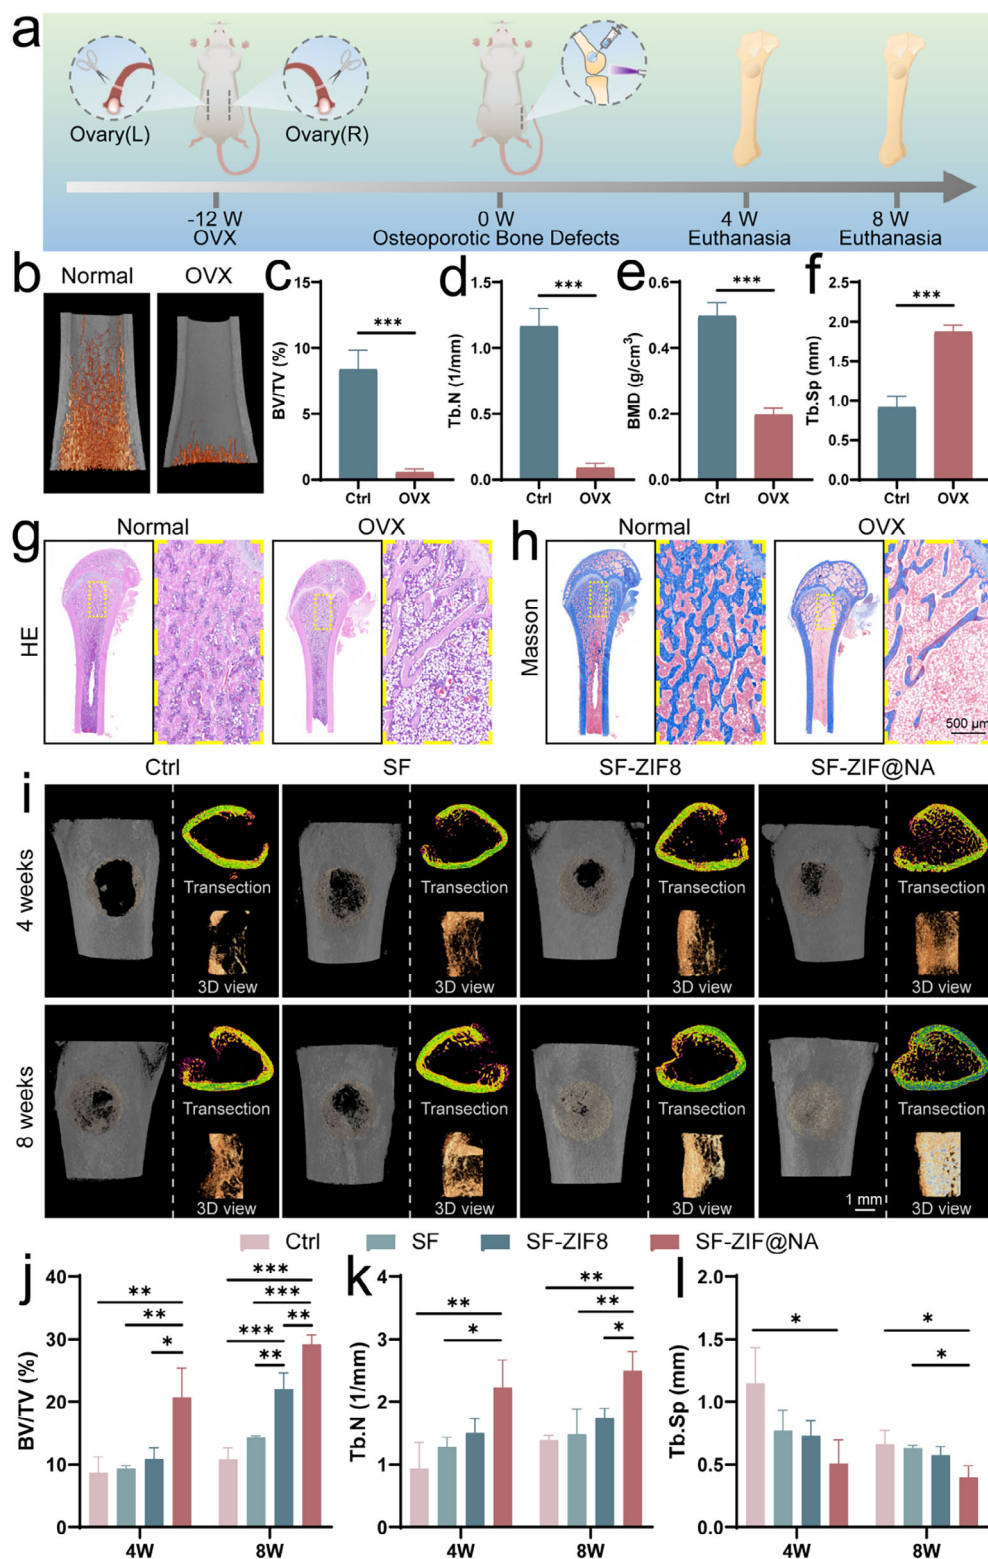 a
Ovary(L)
Ovary(R)
-12 W
OVX
0 W
Osteoporotic Bone Defects
4 W
Euthanasia
8 W
Euthanasia
b
Normal
OVX
c
BV/TV (%)
15
10
5
0
***
Ctrl
OVX
d
Tb.N (1/mm)
1.5
1.0
0.5
0.0
***
Ctrl
OVX
e
BMD (g/cm³)
0.6
0.4
0.2
0.0
***
Ctrl
OVX
f
Tb.Sp (mm)
2.5
2.0
1.5
1.0
0.5
0.0
***
Ctrl
OVX
g
Normal
OVX
HE
h
Normal
OVX
Masson
500 µm
i
Ctrl
SF
SF-ZIF8
SF-ZIF@NA
4 weeks
Transection
3D view
Transection
3D view
Transection
3D view
Transection
3D view
8 weeks
Transection
3D view
Transection
3D view
Transection
3D view
Transection
3D view
1 mm
Ctrl
SF
SF-ZIF8
SF-ZIF@NA
j
BV/TV (%)
40
30
20
10
0
**
**
*
***
***
**
***
**
4W
8W
k
Tb.N (1/mm)
4
3
2
1
0
**
*
**
**
*
4W
8W
l
Tb.Sp (mm)
2.0
1.5
1.0
0.5
0.0
*
*
*
4W
8W